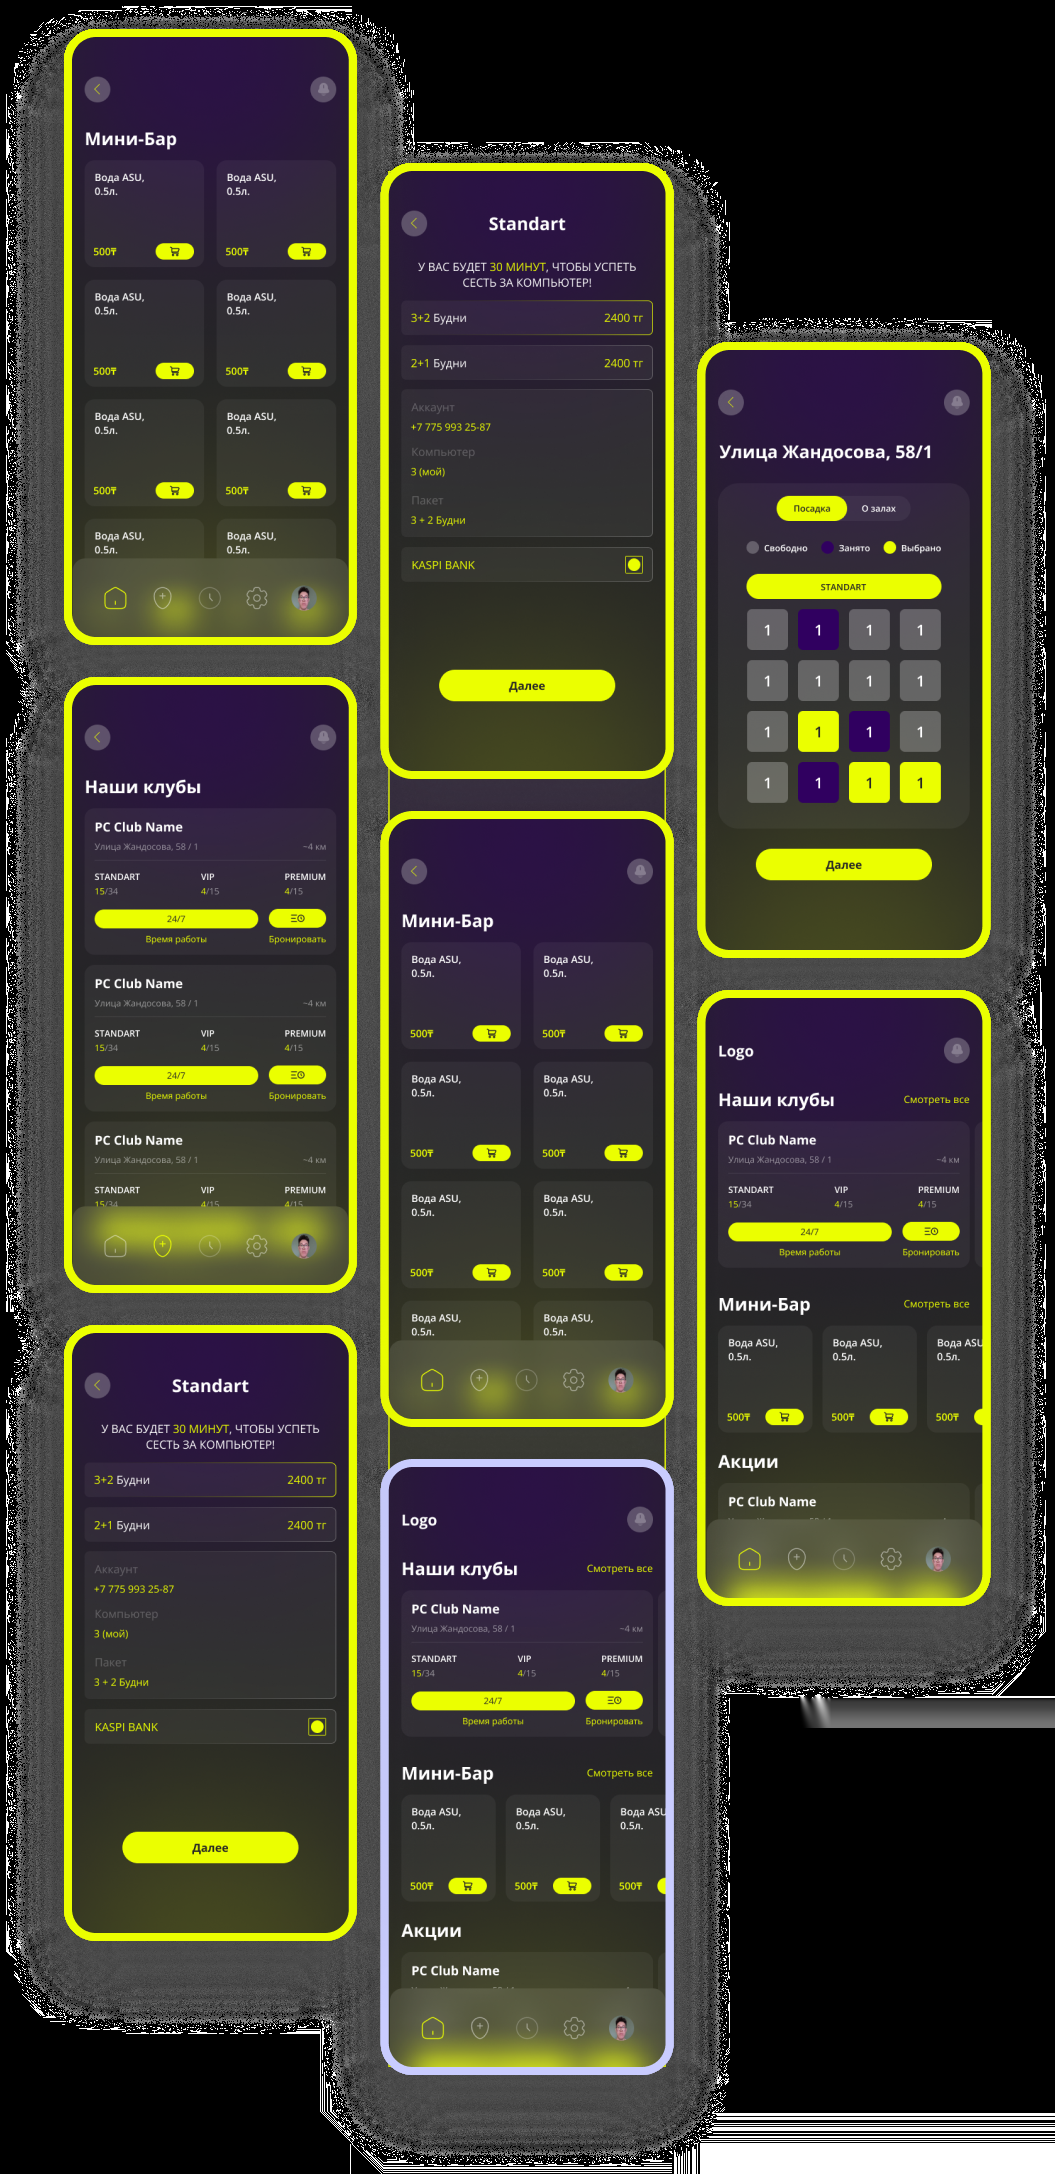 Мини-Бар
Вода ASU,
0.5л.
Вода ASU,
0.5л.
500₸
500₸
Вода ASU,
0.5л.
Вода ASU,
0.5л.
500₸
500₸
Вода ASU,
0.5л.
Вода ASU,
0.5л.
500₸
500₸
Вода ASU,
0.5л.
Вода ASU,
0.5л.
Наши клубы
PC Club Name
Улица Жандосова, 58 / 1 ~4 км
STANDART VIP PREMIUM
15/34 4/15 4/15
24/7
Время работы Бронировать
PC Club Name
Улица Жандосова, 58 / 1 ~4 км
STANDART VIP PREMIUM
15/34 4/15 4/15
24/7
Время работы Бронировать
PC Club Name
Улица Жандосова, 58 / 1 ~4 км
STANDART VIP PREMIUM
15/34 4/15 4/15
Standart
У ВАС БУДЕТ 30 МИНУТ, ЧТОБЫ УСПЕТЬ
СЕСТЬ ЗА КОМПЬЮТЕР!
3+2 Будни 2400 тг
2+1 Будни 2400 тг
Аккаунт
+7 775 993 25-87
Компьютер
3 (мой)
Пакет
3 + 2 Будни
KASPI BANK
Далее
Standart
У ВАС БУДЕТ 30 МИНУТ, ЧТОБЫ УСПЕТЬ
СЕСТЬ ЗА КОМПЬЮТЕР!
3+2 Будни 2400 тг
2+1 Будни 2400 тг
Аккаунт
+7 775 993 25-87
Компьютер
3 (мой)
Пакет
3 + 2 Будни
KASPI BANK
Далее
Мини-Бар
Вода ASU,
0.5л.
Вода ASU,
0.5л.
500₸
500₸
Вода ASU,
0.5л.
Вода ASU,
0.5л.
500₸
500₸
Вода ASU,
0.5л.
Вода ASU,
0.5л.
500₸
500₸
Вода ASU,
0.5л.
Вода ASU,
0.5л.
Logo
Наши клубы Смотреть все
PC Club Name
Улица Жандосова, 58 / 1 ~4 км
STANDART VIP PREMIUM
15/34 4/15 4/15
24/7
Время работы Бронировать
Мини-Бар Смотреть все
Вода ASU,
0.5л.
Вода ASU,
0.5л.
Вода ASU
0.5л.
500₸
500₸
500₸
Акции
PC Club Name
Улица Жандосова, 58/1
Посадка О залах
Свободно Занято Выбрано
STANDART
1 1 1 1
1 1 1 1
1 1 1 1
1 1 1 1
Далее
Logo
Наши клубы Смотреть все
PC Club Name
Улица Жандосова, 58 / 1 ~4 км
STANDART VIP PREMIUM
15/34 4/15 4/15
24/7
Время работы Бронировать
Мини-Бар Смотреть все
Вода ASU,
0.5л.
Вода ASU,
0.5л.
Вода ASU
0.5л.
500₸
500₸
500₸
Акции
PC Club Name